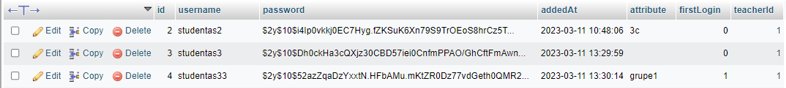 ←T→ id username password addedAt attribute firstLogin teacherId
Edit Copy Delete 2 studentas2 $2y$10$i4lp0vkkj0EC7Hyg.fZKSuK6Xn79S9TrOEoS8hrCz5T... 2023-03-11 10:48:06 3c 0 1
Edit Copy Delete 3 studentas3 $2y$10$Dh0ckHa3cQXjz30CBD57iei0CnfmPPAO/GhCftFmAwn... 2023-03-11 13:29:59 0 1
Edit Copy Delete 4 studentas33 $2y$10$52azZqaDzYxxtN.HFbAMu.mKtZR0Dz77vdGeth0QMR2... 2023-03-11 13:30:14 grupe1 1 1